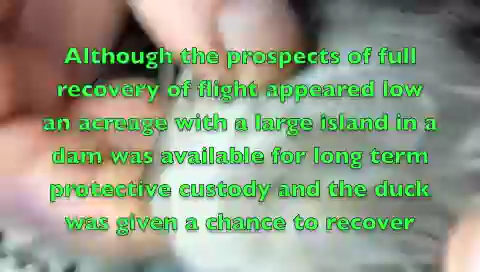 Although the prospects of full
recovery of flight appeared low
an acreage with a large island in a
dam was available for long term
protective custody and the duck
was given a chance to recover